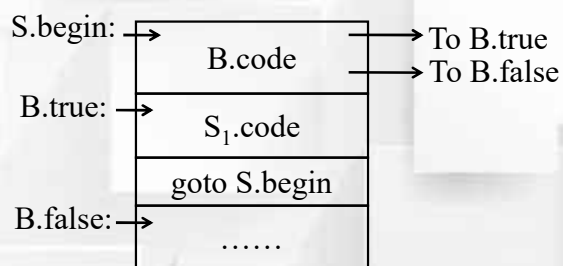 S.begin:
B.code
To B.true
To B.false
B.true:
S₁.code
goto S.begin
B.false:
……